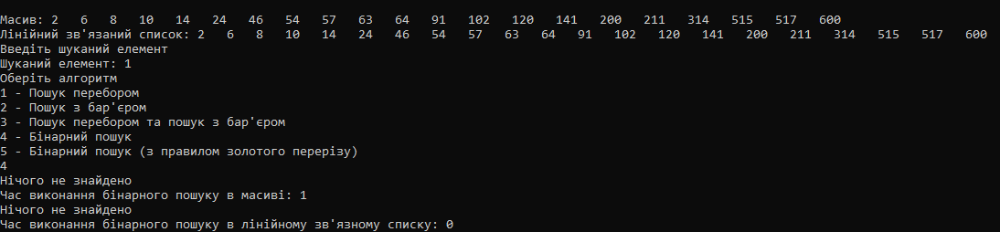 Масив: 2 6 8 10 14 24 46 54 57 63 64 91 102 120 141 200 211 314 515 517 600
Лінійний зв'язаний список: 2 6 8 10 14 24 46 54 57 63 64 91 102 120 141 200 211 314 515 517 600
Введіть шуканий елемент
Шуканий елемент: 1
Оберіть алгоритм
1 - Пошук перебором
2 - Пошук з бар'єром
3 - Пошук перебором та пошук з бар'єром
4 - Бінарний пошук
5 - Бінарний пошук (з правилом золотого перерізу)
4
Нічого не знайдено
Час виконання бінарного пошуку в масиві: 1
Нічого не знайдено
Час виконання бінарного пошуку в лінійному зв'язному списку: 0